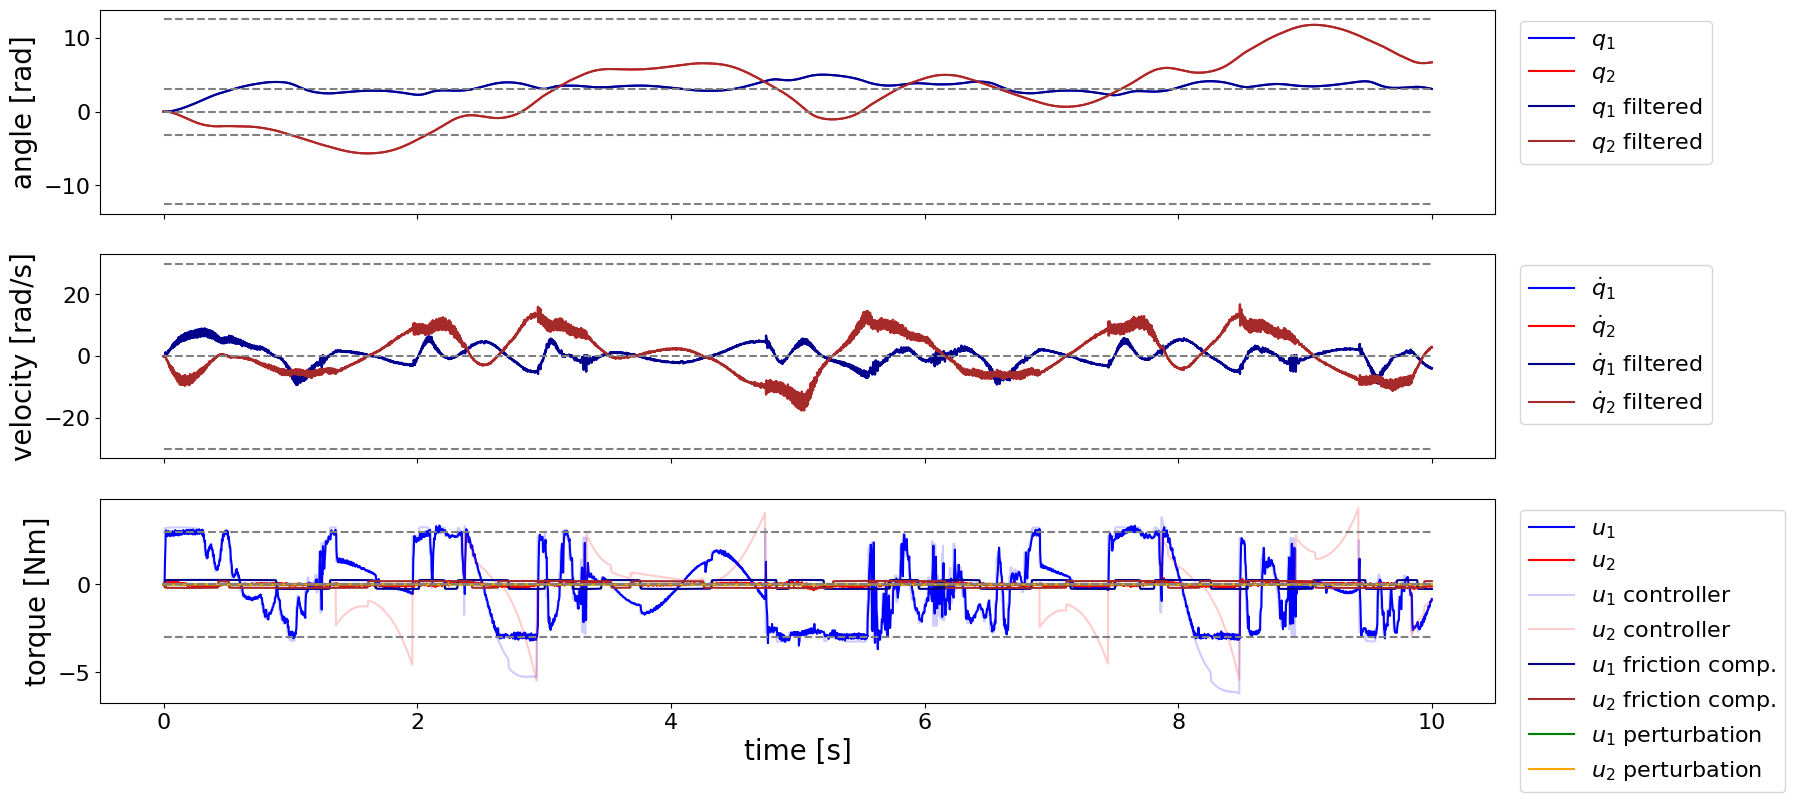 angle [rad]
10
0
−10
q₁
q₂
q₁ filtered
q₂ filtered
velocity [rad/s]
20
0
−20
q̇₁
q̇₂
q̇₁ filtered
q̇₂ filtered
torque [Nm]
0
−5
0 2 4 6 8 10
time [s]
u₁
u₂
u₁ controller
u₂ controller
u₁ friction comp.
u₂ friction comp.
u₁ perturbation
u₂ perturbation